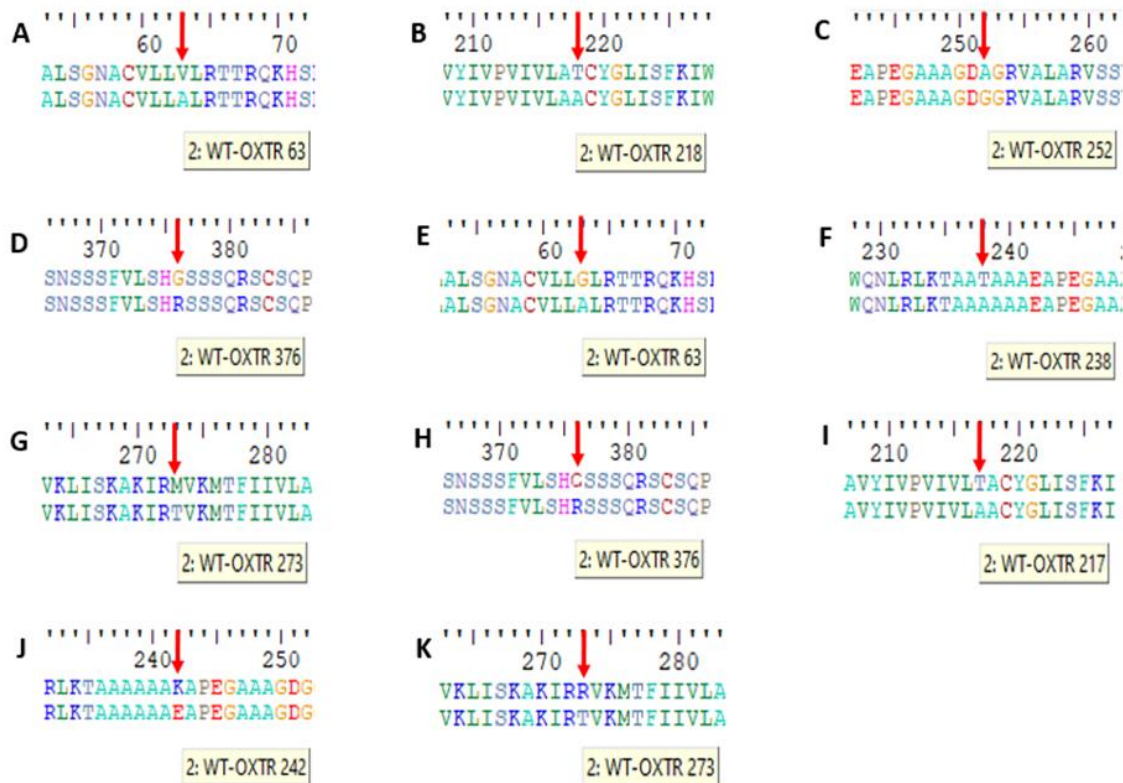 A
60 70
ALSGNACVLLVLRTTRQKHS
ALSGNACVLLALRTTRQKHS
2: WT-OXTR 63
B
210 220
VYIVPVIVLATCYGLISFKIW
VYIVPVIVLAACYGLISFKIW
2: WT-OXTR 218
C
250 260
EAPEGAAAGDAGRVALARVSS
EAPEGAAAGDGGRVALARVSS
2: WT-OXTR 252
D
370 380
SNSSSFVLSHGSSSQRSCSQP
SNSSSFVLSHRSSSQRSCSQP
2: WT-OXTR 376
E
60 70
ALSGNACVLLGLRTTRQKHS
ALSGNACVLLALRTTRQKHS
2: WT-OXTR 63
F
230 240
WQNLRLKTAATAAAEAPEGAA
WQNLRLKTAAAAAAEAPEGAA
2: WT-OXTR 238
G
270 280
VKLISKAKIRMVKMTFIIVLA
VKLISKAKIRTVKMTFIIVLA
2: WT-OXTR 273
H
370 380
SNSSSFVLSHCSSSQRSCSQP
SNSSSFVLSHRSSSQRSCSQP
2: WT-OXTR 376
I
210 220
AVYIVPVIVLTACYGLISFKI
AVYIVPVIVLAACYGLISFKI
2: WT-OXTR 217
J
240 250
RLKTAAAAAAKAPEGAAAGDG
RLKTAAAAAAEAPEGAAAGDG
2: WT-OXTR 242
K
270 280
VKLISKAKIRRVKMTFIIVLA
VKLISKAKIRTVKMTFIIVLA
2: WT-OXTR 273